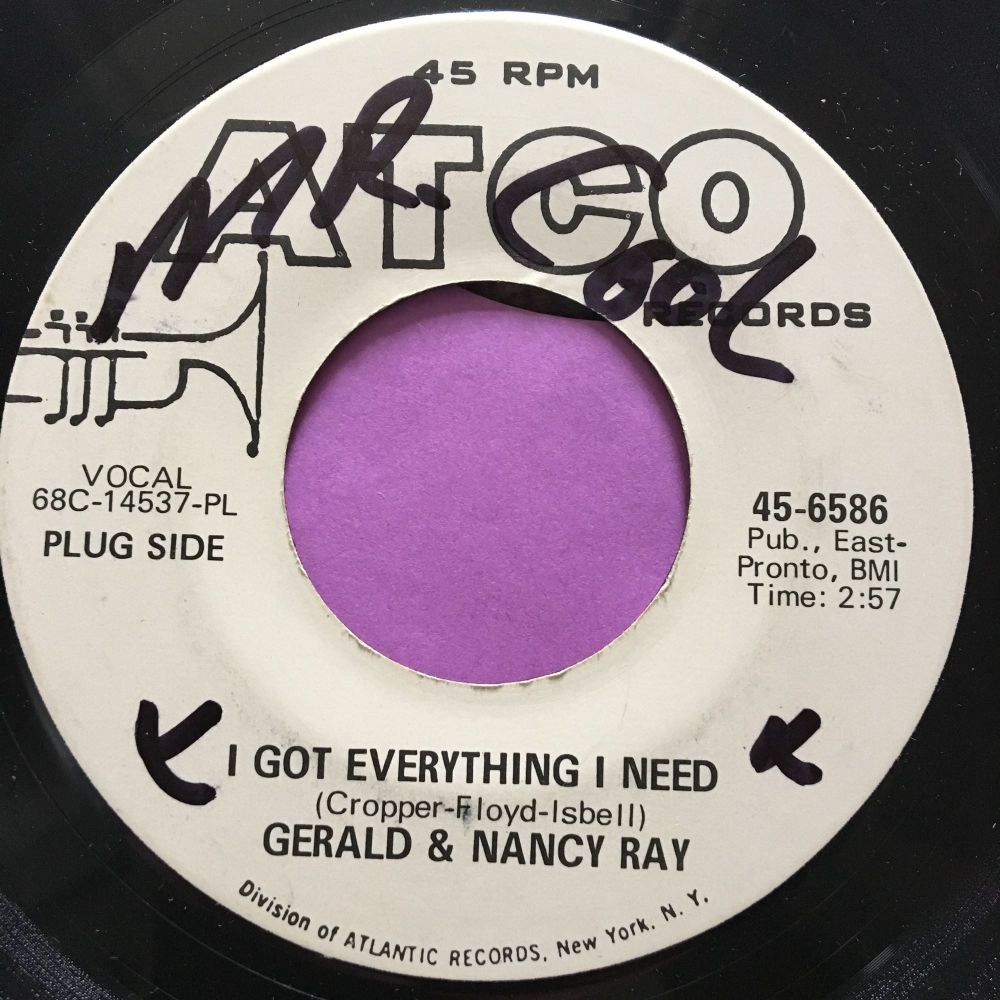 45 RPM
ATCO
MR. Cool
RECORDS
VOCAL
68C-14537-PL
PLUG SIDE
45-6586
Pub., East-
Pronto, BMI
Time: 2:57
I GOT EVERYTHING I NEED
(Cropper-Floyd-Isbell)
GERALD & NANCY RAY
Division of ATLANTIC RECORDS, New York, N. Y.